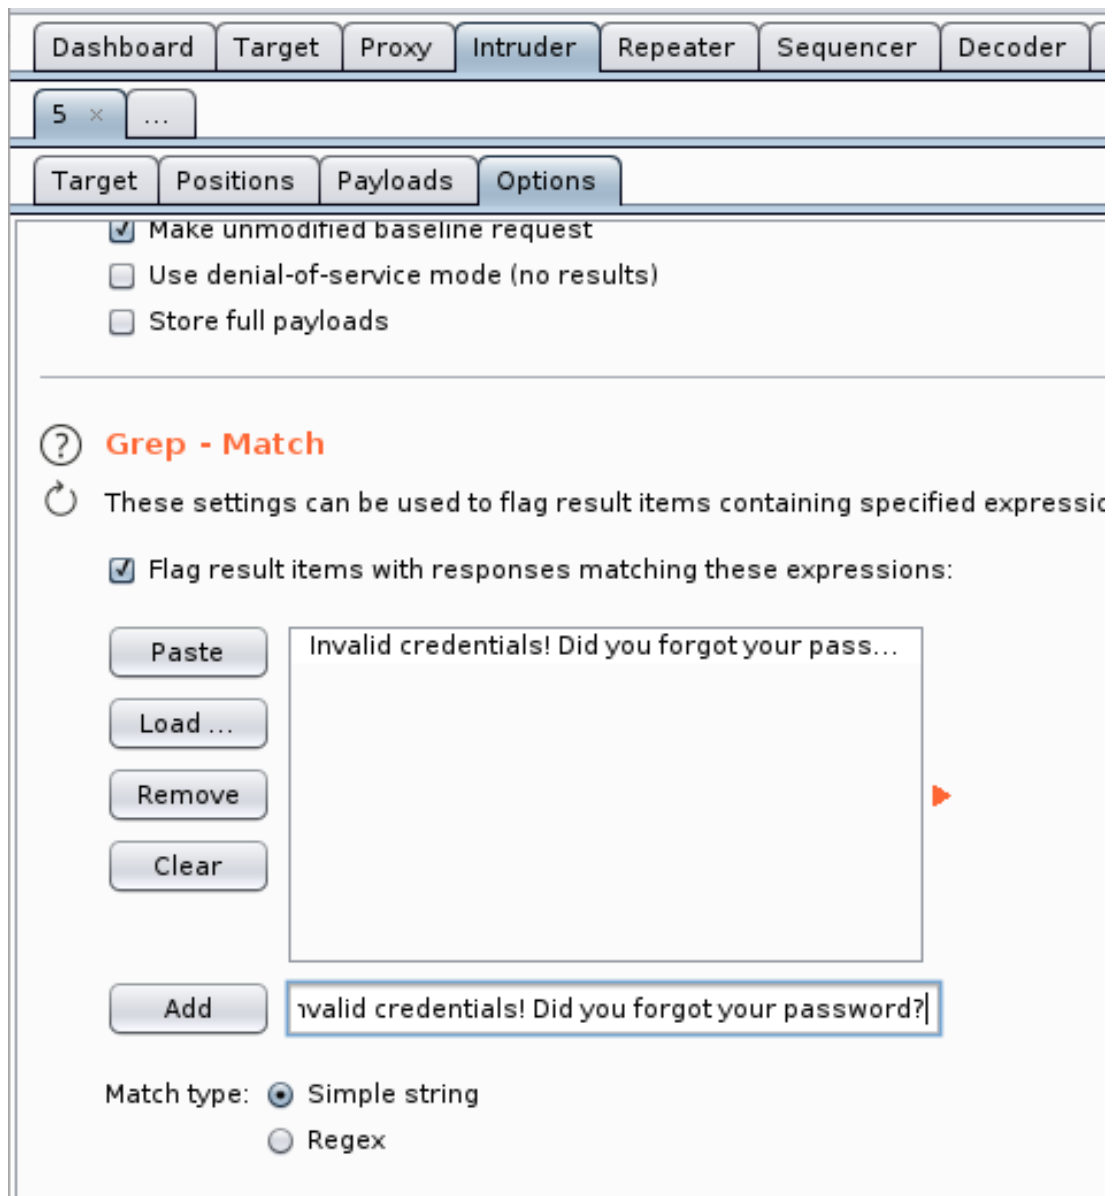 Dashboard Target Proxy Intruder Repeater Sequencer Decoder
5 × ...
Target Positions Payloads Options
Make unmodified baseline request
Use denial-of-service mode (no results)
Store full payloads
? Grep - Match
These settings can be used to flag result items containing specified expressio
Flag result items with responses matching these expressions:
Paste Invalid credentials! Did you forgot your pass...
Load ...
Remove
Clear
Add nvalid credentials! Did you forgot your password?
Match type: Simple string
Regex